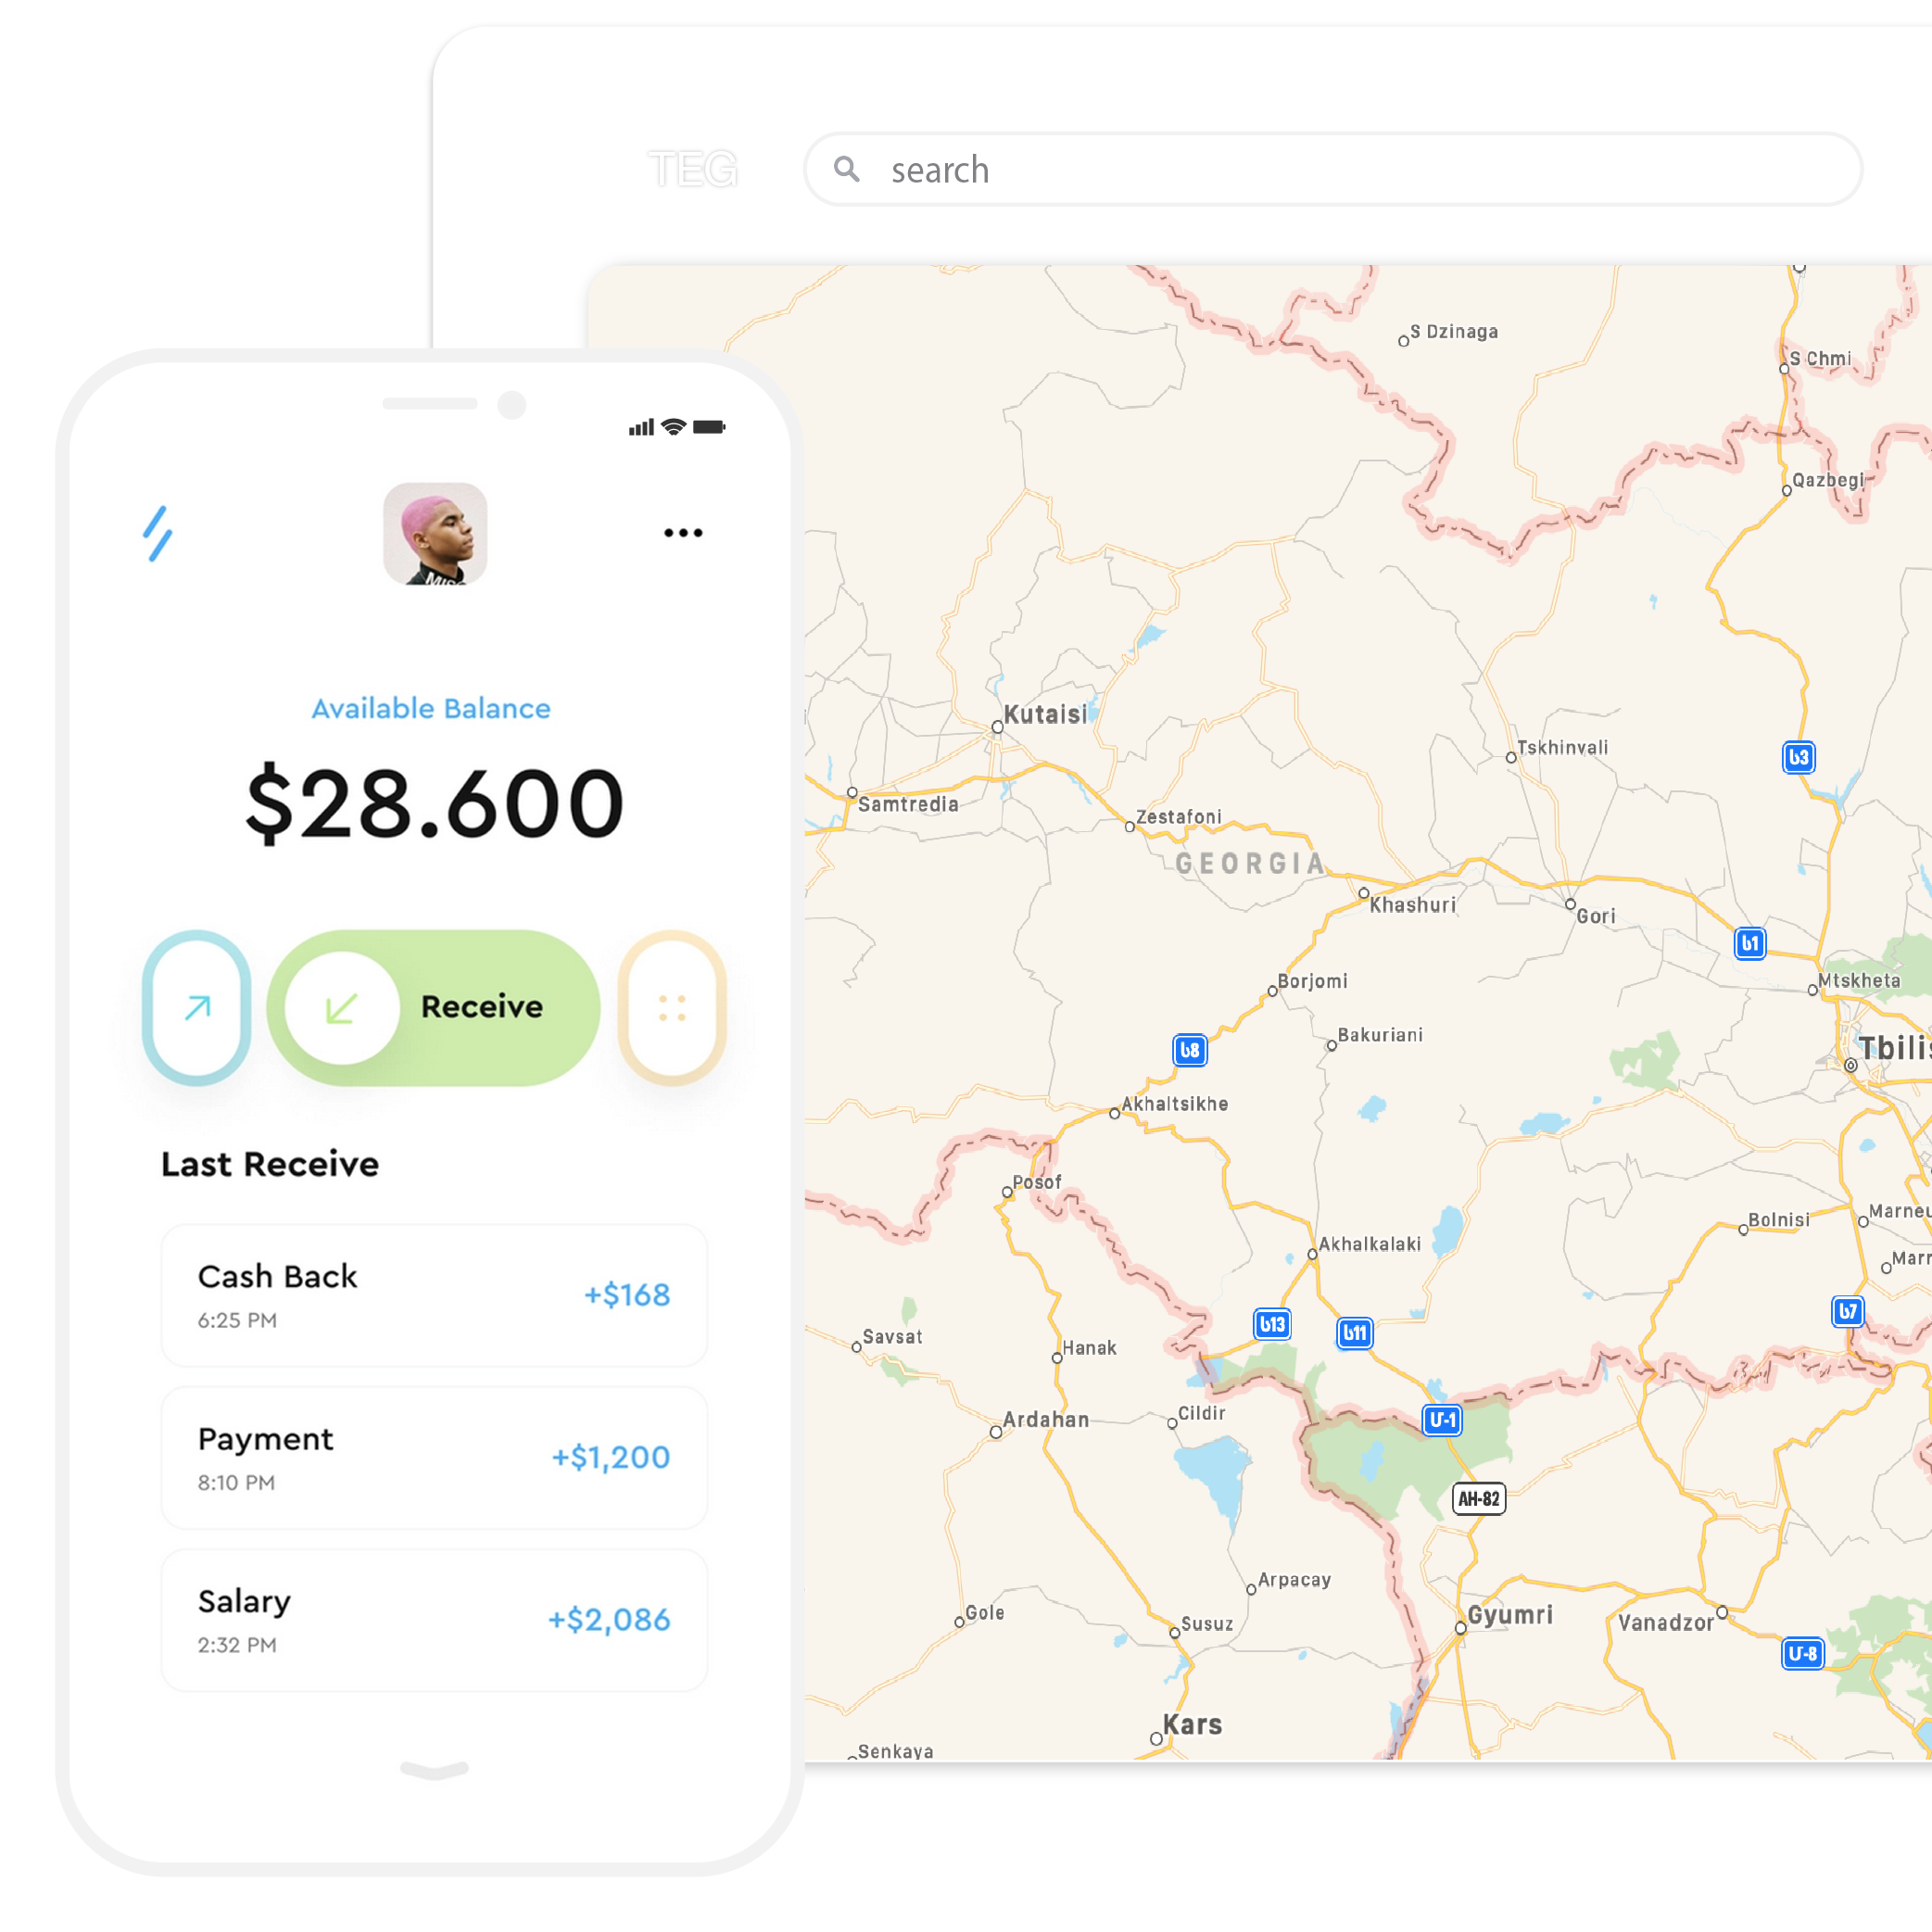 TEG
search
Available Balance
$28.600
Receive
Last Receive
Cash Back
6:25 PM
+$168
Payment
8:10 PM
+$1,200
Salary
2:32 PM
+$2,086
S Dzinaga
S Chmi
Qazbegi
Kutaisi
Tskhinvali
ს3
Samtredia
Zestafoni
GEORGIA
Khashuri
Gori
ს1
Borjomi
Mtskheta
Bakuriani
ს8
Tbilis
Akhaltsikhe
Posof
Bolnisi
Marneu
Akhalkalaki
Marn
ს7
ს13
ს11
Savsat
Hanak
Ardahan
Cildir
Մ-1
AH-82
Arpacay
Gole
Susuz
Gyumri
Vanadzor
Մ-8
Kars
Senkaya